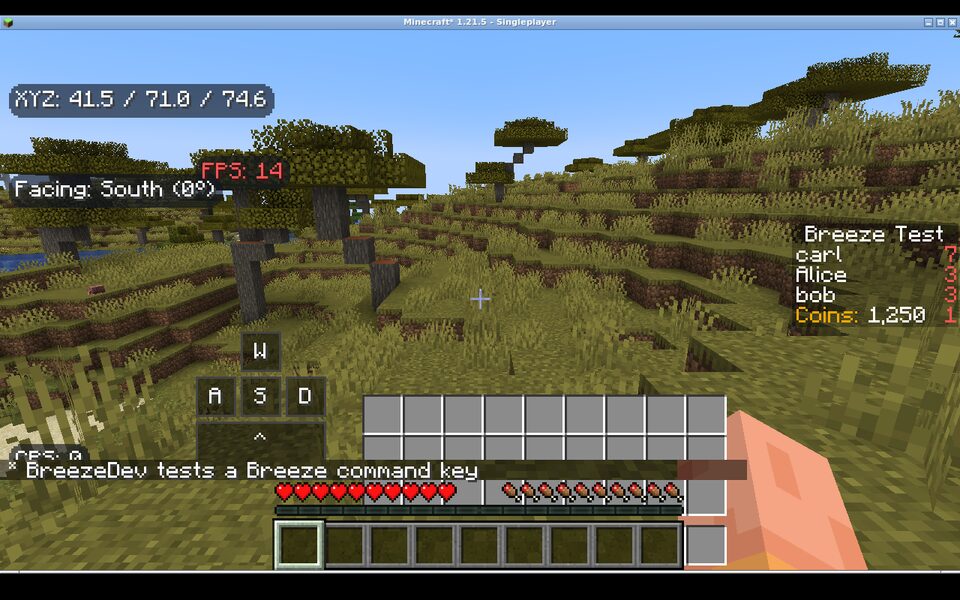 Minecraft* 1.21.5 - Singleplayer
XYZ: 41.5 / 71.0 / 74.6
FPS: 14
Facing: South (0°)
Breeze Test
carl 7
Alice 3
bob 3
Coins: 1,250 1
W
A S D
^
CPS: 0
* BreezeDev tests a Breeze command key